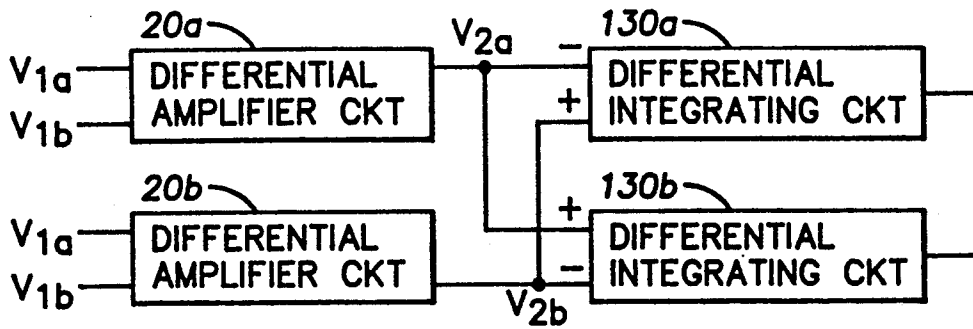 20a
V1a
V1b
DIFFERENTIAL
AMPLIFIER CKT
V2a
130a
−
+
DIFFERENTIAL
INTEGRATING CKT
20b
V1a
V1b
DIFFERENTIAL
AMPLIFIER CKT
V2b
130b
+
−
DIFFERENTIAL
INTEGRATING CKT